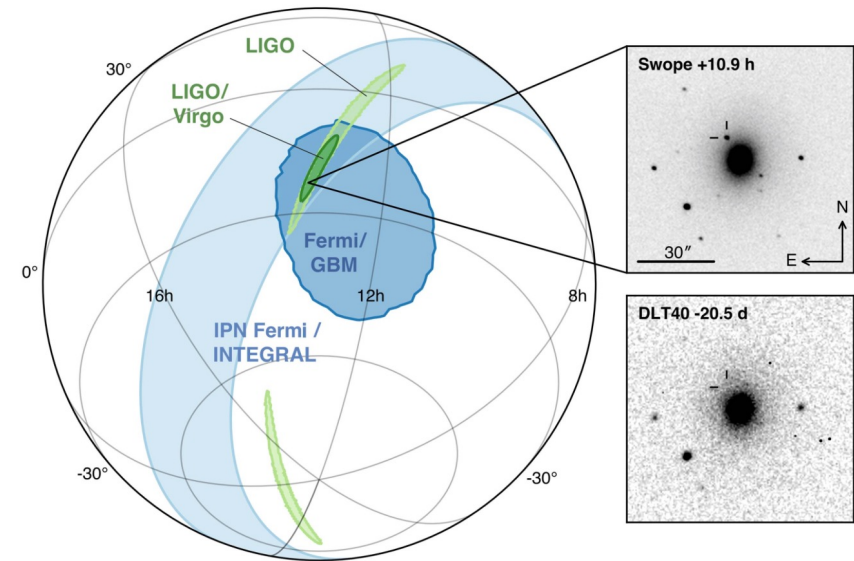 LIGO
LIGO/
Virgo
30°
0°
16h
12h
8h
Fermi/
GBM
IPN Fermi /
INTEGRAL
-30°
-30°
Swope +10.9 h
30″
N
E
DLT40 -20.5 d